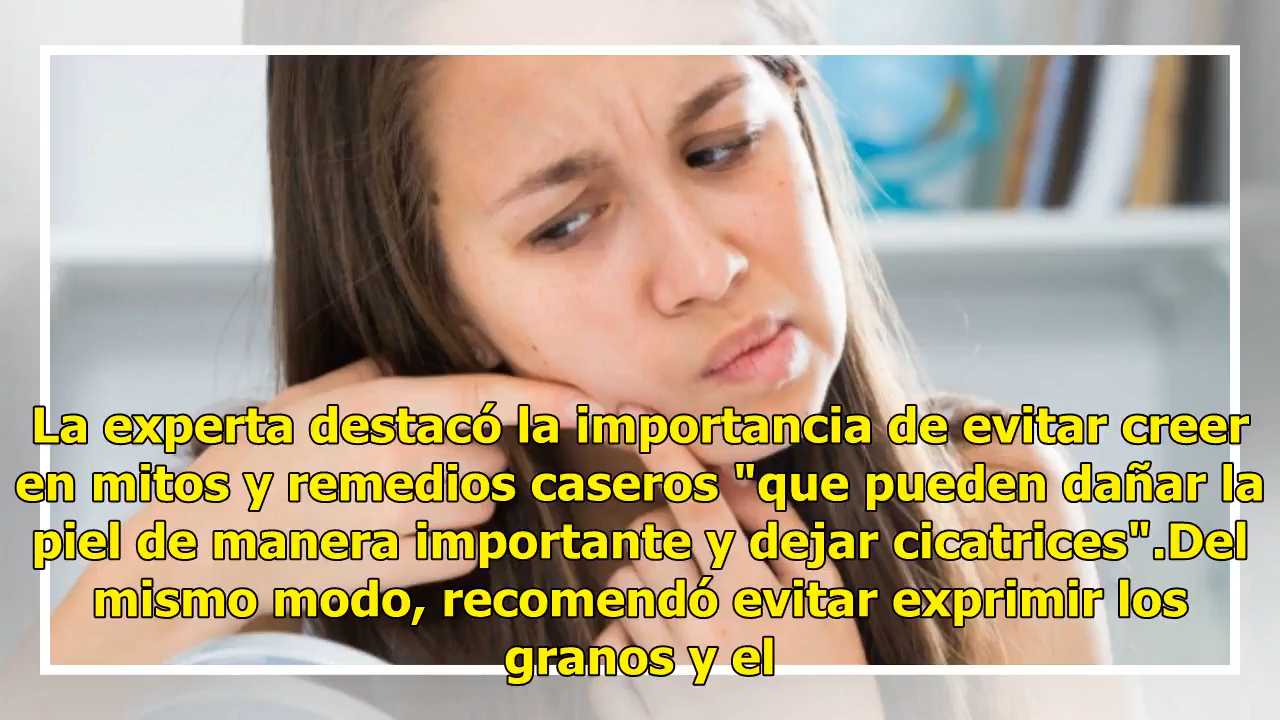 La experta destacó la importancia de evitar creer
en mitos y remedios caseros "que pueden dañar la
piel de manera importante y dejar cicatrices".Del
mismo modo, recomendó evitar exprimir los
granos y el